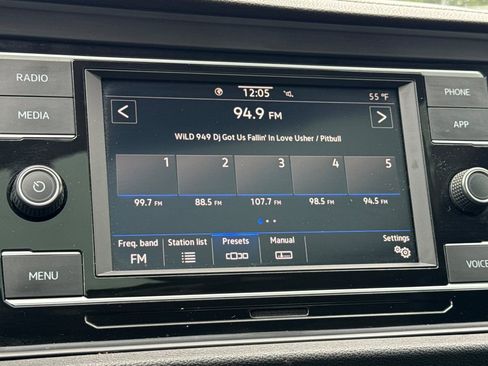 RADIO
MEDIA
MENU
PHONE
APP
VOICE
12:05
55 °F
< 94.9 FM >
WiLD 949 Dj Got Us Fallin' In Love Usher / Pitbull
1 2 3 4 5
99.7 FM 88.5 FM 107.7 FM 98.5 FM 94.5 FM
Freq. band Station list Presets Manual Settings
FM